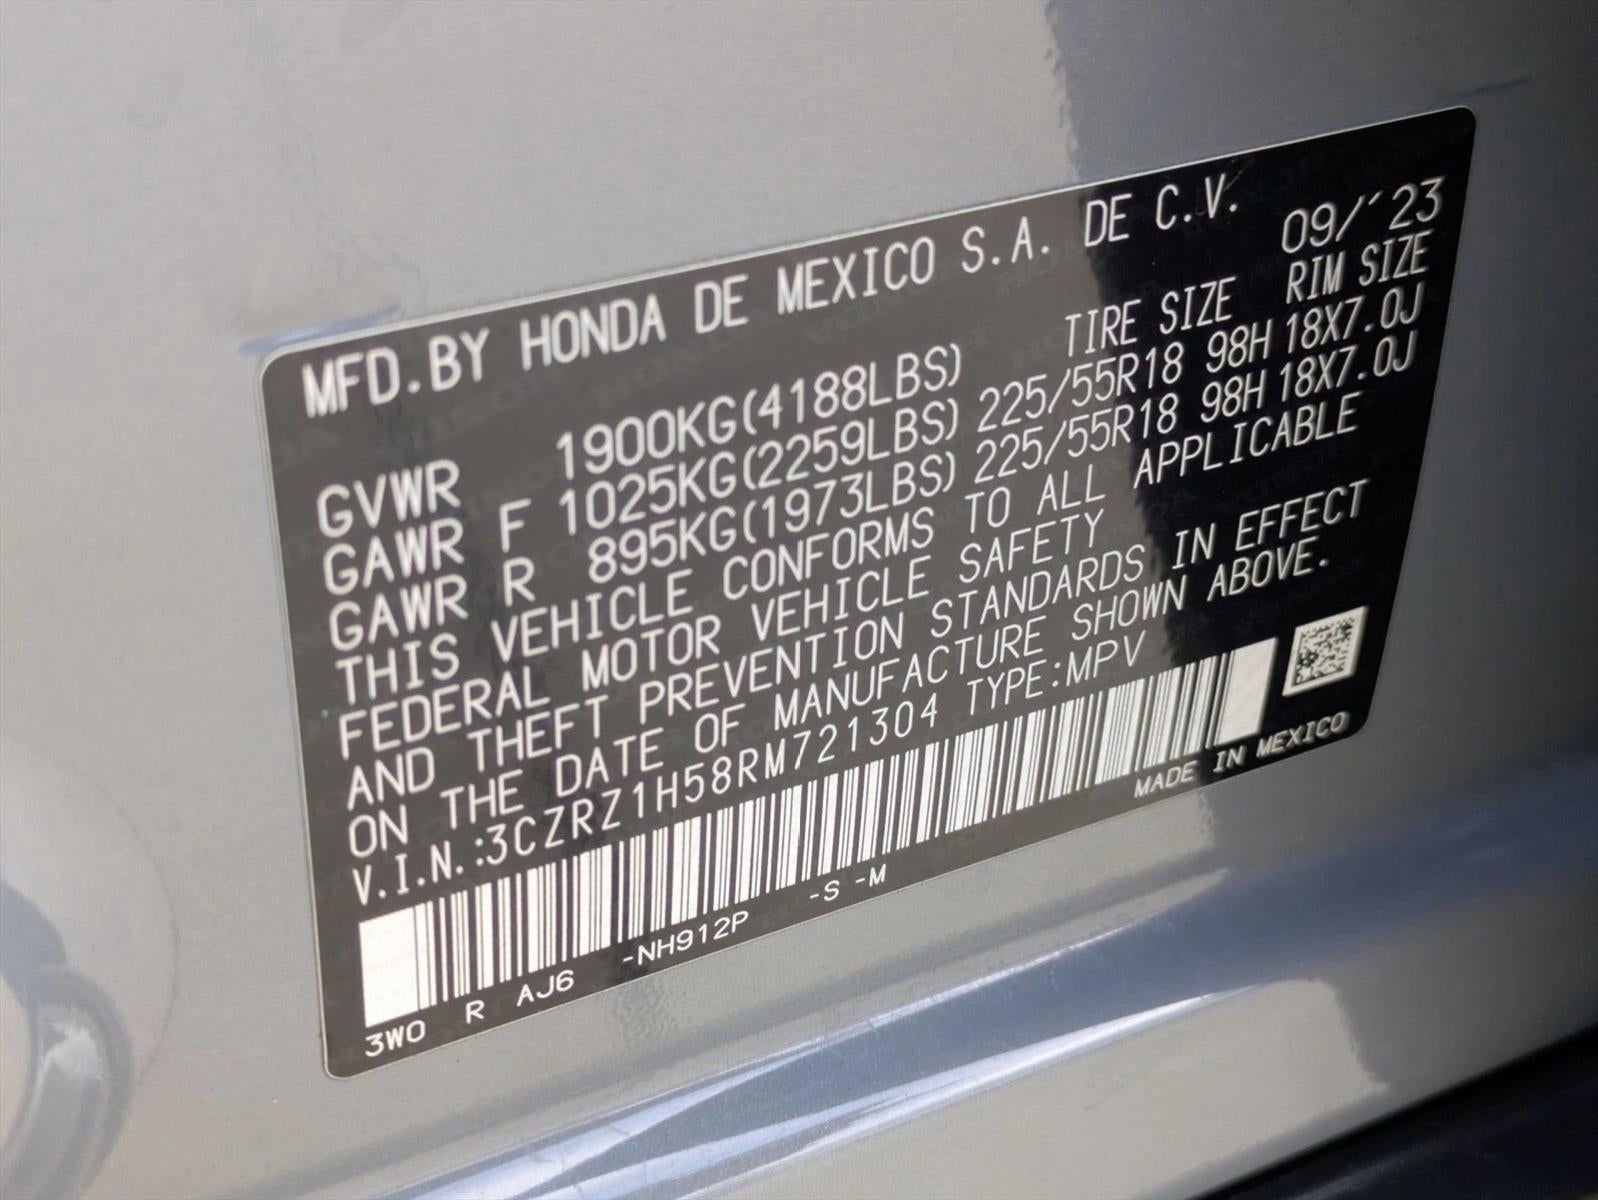 MFD.BY HONDA DE MEXICO S.A. DE C.V. 09/´´23
TIRE SIZE RIM SIZE
GVWR 1900KG(4188LBS)
GAWR F 1025KG(2259LBS) 225/55R18 98H 18X7.0J
GAWR R 895KG(1973LBS) 225/55R18 98H 18X7.0J
THIS VEHICLE CONFORMS TO ALL APPLICABLE
FEDERAL MOTOR VEHICLE SAFETY
AND THEFT PREVENTION STANDARDS IN EFFECT
ON THE DATE OF MANUFACTURE SHOWN ABOVE.
V.I.N.:3CZRZ1H58RM721304 TYPE:MPV
MADE IN MEXICO
3WO R AJ6 -NH912P -S -M